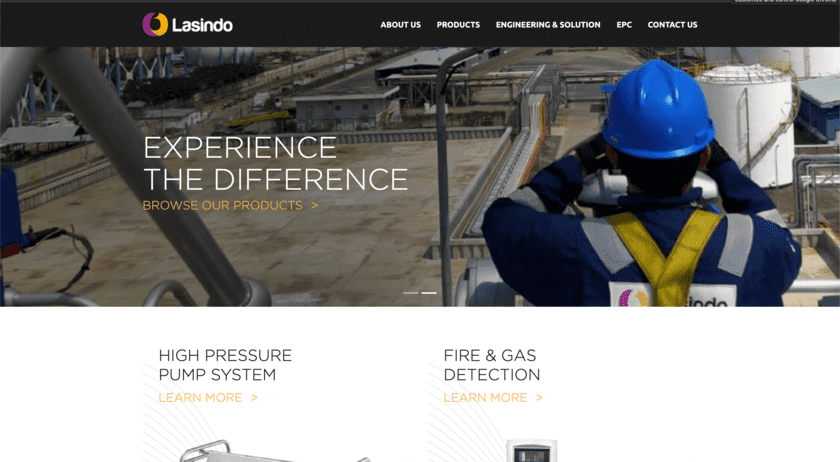 Lasindo
ABOUT US PRODUCTS ENGINEERING & SOLUTION EPC CONTACT US
EXPERIENCE
THE DIFFERENCE
BROWSE OUR PRODUCTS >
HIGH PRESSURE
PUMP SYSTEM
LEARN MORE >
FIRE & GAS
DETECTION
LEARN MORE >